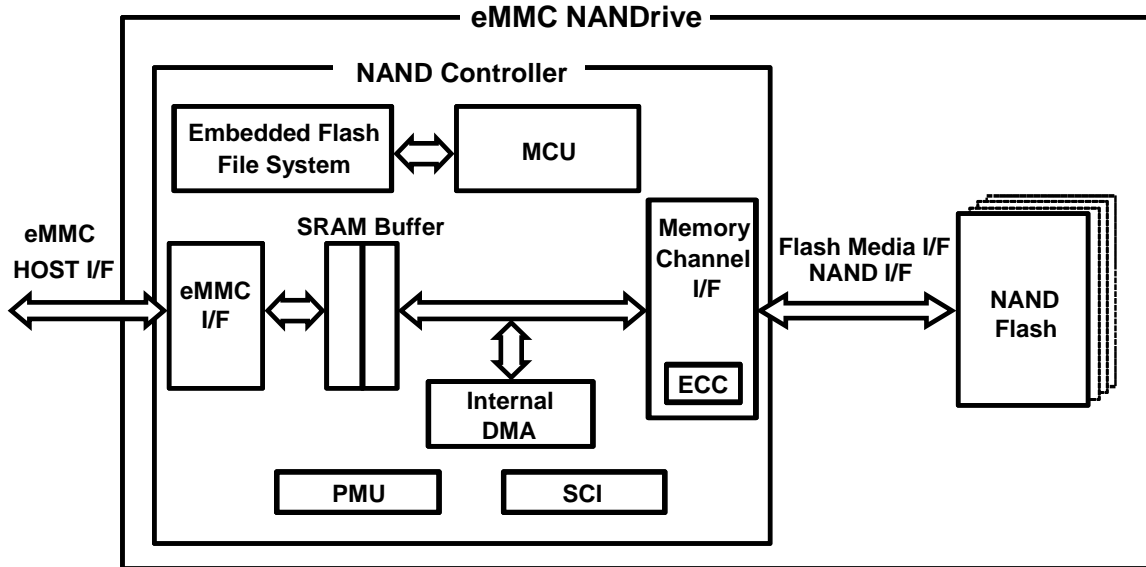 eMMC NANDrive
NAND Controller
Embedded Flash
File System
MCU
eMMC
HOST I/F
eMMC
I/F
SRAM Buffer
Memory
Channel
I/F
ECC
Flash Media I/F
NAND I/F
NAND
Flash
Internal
DMA
PMU
SCI